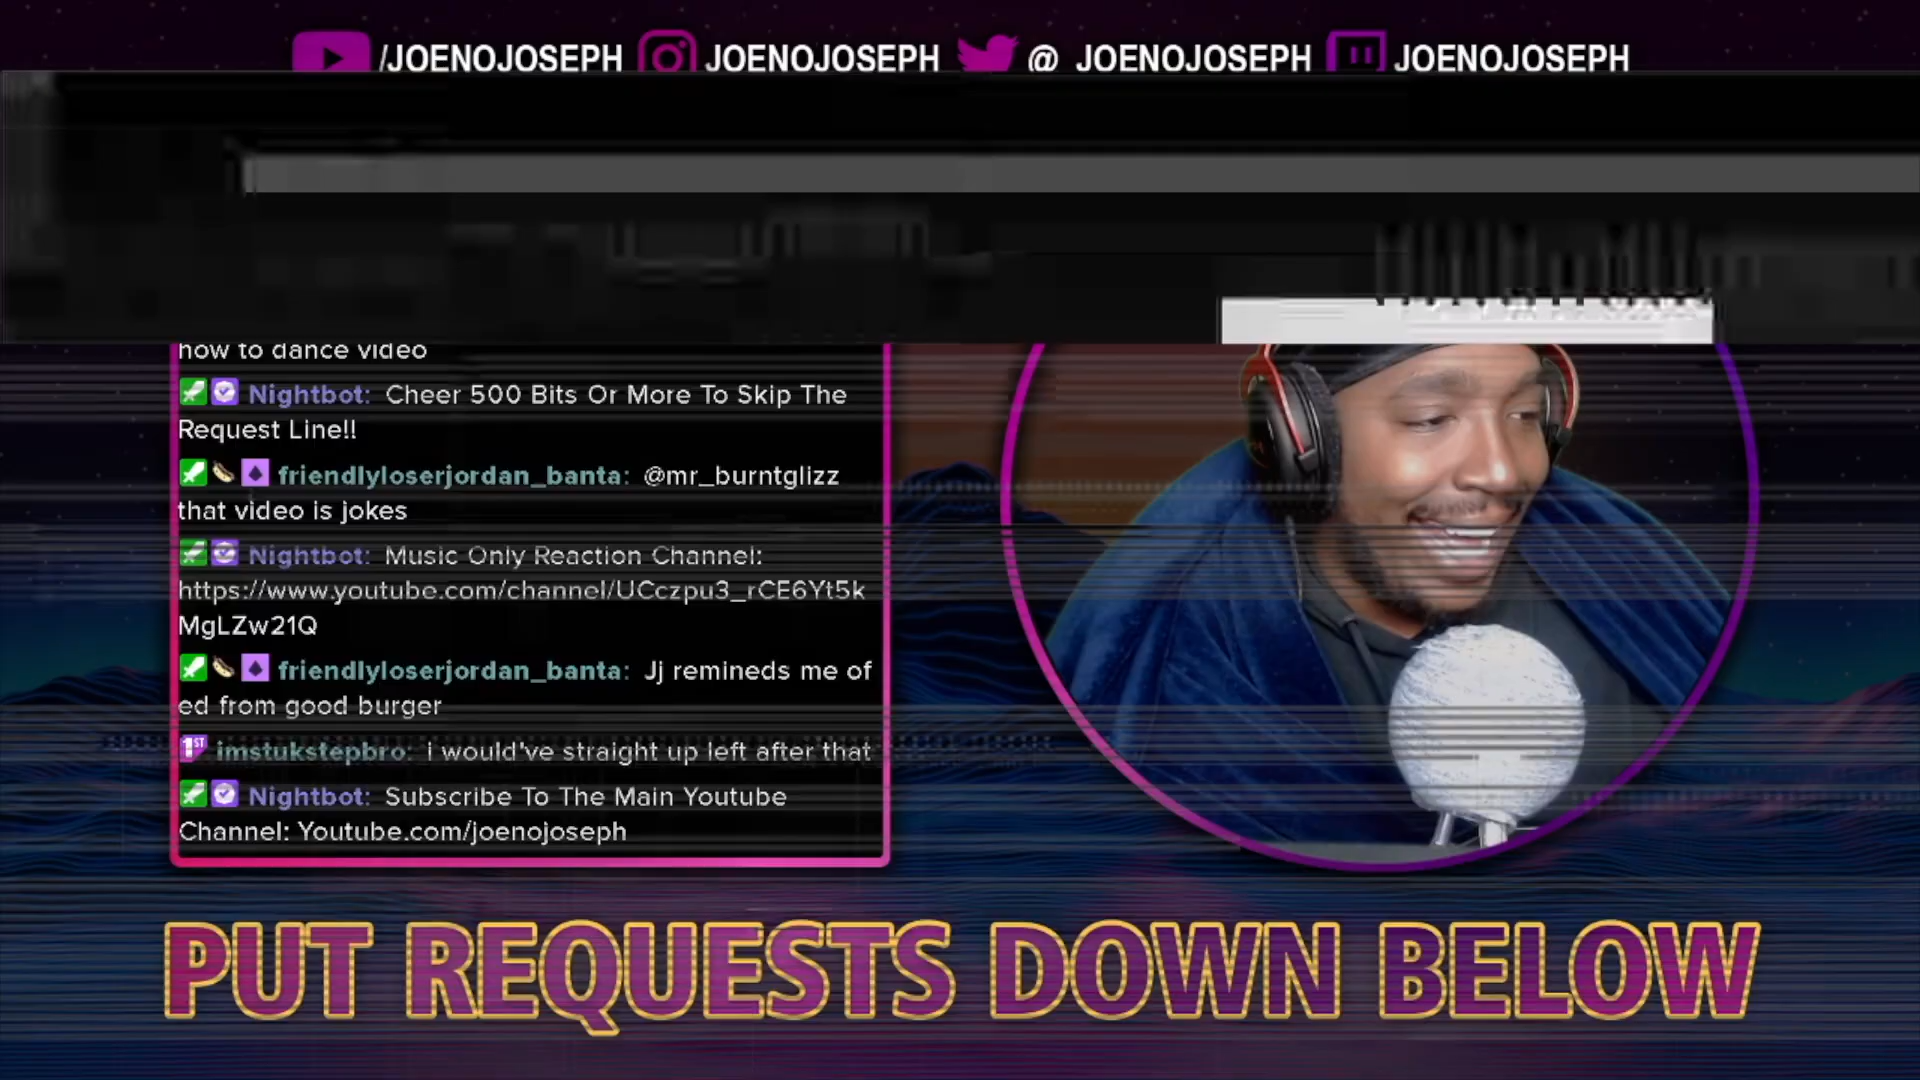 /JOENOJOSEPH JOENOJOSEPH @ JOENOJOSEPH JOENOJOSEPH
how to dance video
Nightbot: Cheer 500 Bits Or More To Skip The
Request Line!!
friendlyloserjordan_banta: @mr_burntglizz
that video is jokes
Nightbot: Music Only Reaction Channel:
https://www.youtube.com/channel/UCczpu3_rCE6Yt5k
MgLZw21Q
friendlyloserjordan_banta: Jj remineds me of
ed from good burger
1ST imstukstepbro: i would've straight up left after that
Nightbot: Subscribe To The Main Youtube
Channel: Youtube.com/joenojoseph
PUT REQUESTS DOWN BELOW